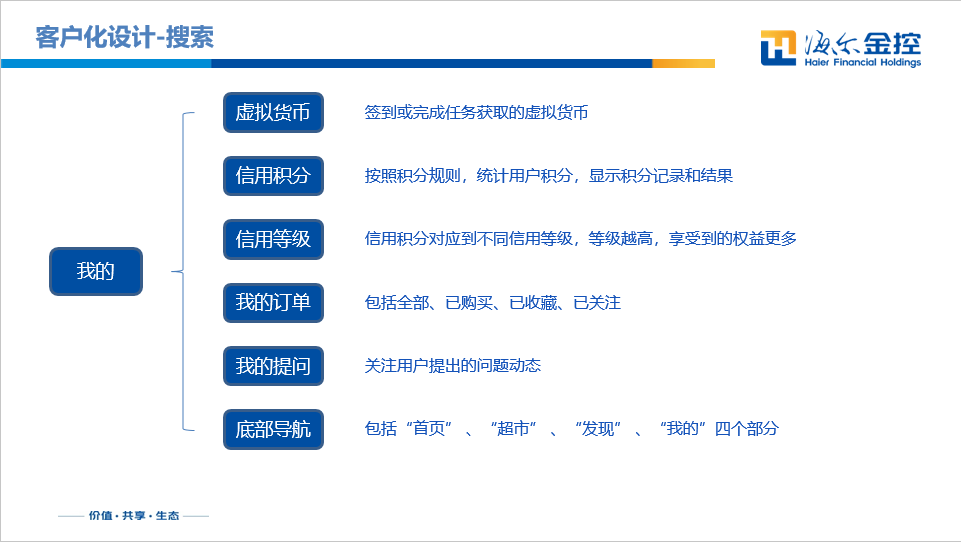 客户化设计-搜索
海尔金控
Haier Financial Holdings
虚拟货币
签到或完成任务获取的虚拟货币
信用积分
按照积分规则，统计用户积分，显示积分记录和结果
信用等级
信用积分对应到不同信用等级，等级越高，享受到的权益更多
我的
我的订单
包括全部、已购买、已收藏、已关注
我的提问
关注用户提出的问题动态
底部导航
包括“首页”、“超市”、“发现”、“我的”四个部分
价值·共享·生态